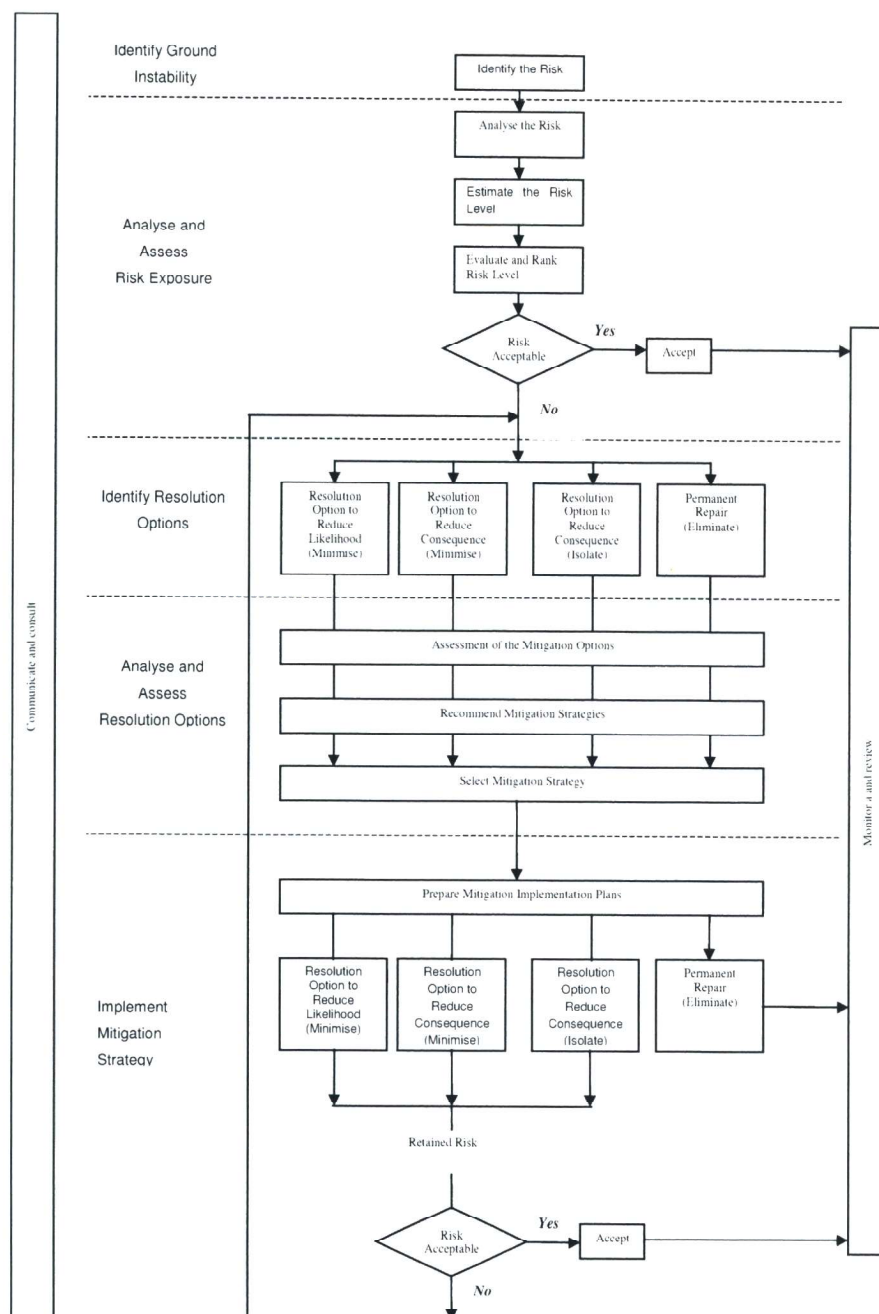 Identify Ground
Instability
Identify the Risk
Analyse the Risk
Estimate the Risk
Level
Analyse and
Assess
Risk Exposure
Evaluate and Rank
Risk Level
Risk
Acceptable
Yes
Accept
No
Identify Resolution
Options
Resolution
Option to
Reduce
Likelihood
(Minimise)
Resolution
Option to
Reduce
Consequence
(Minimise)
Resolution
Option to
Reduce
Consequence
(Isolate)
Permanent
Repair
(Eliminate)
Communicate and consult
Analyse and
Assess
Resolution Options
Assessment of the Mitigation Options
Recommend Mitigation Strategies
Select Mitigation Strategy
Monitor a and review
Prepare Mitigation Implementation Plans
Implement
Mitigation
Strategy
Resolution
Option to
Reduce
Likelihood
(Minimise)
Resolution
Option to
Reduce
Consequence
(Minimise)
Resolution
Option to
Reduce
Consequence
(Isolate)
Permanent
Repair
(Eliminate)
Retained Risk
Risk
Acceptable
Yes
Accept
No